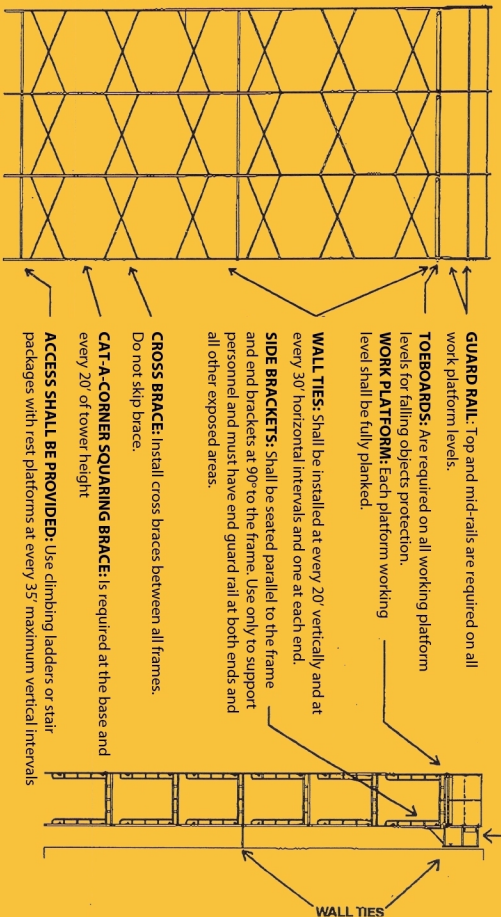 GUARD RAIL: Top and mid-rails are required on all
work platform levels.
TOEBOARDS: Are required on all working platform
levels for falling objects protection.
WORK PLATFORM: Each platform working
level shall be fully planked.
WALL TIES: Shall be installed at every 20' vertically and at
every 30' horizontal intervals and one at each end.
SIDE BRACKETS: Shall be seated parallel to the frame
and end brackets at 90° to the frame. Use only to support
personnel and must have end guard rail at both ends and
all other exposed areas.
CROSS BRACE: Install cross braces between all frames.
Do not skip brace.
CAT-A-CORNER SQUARING BRACE: Is required at the base and
every 20' of tower height
ACCESS SHALL BE PROVIDED: Use climbing ladders or stair
packages with rest platforms at every 35' maximum vertical intervals
WALL TIES